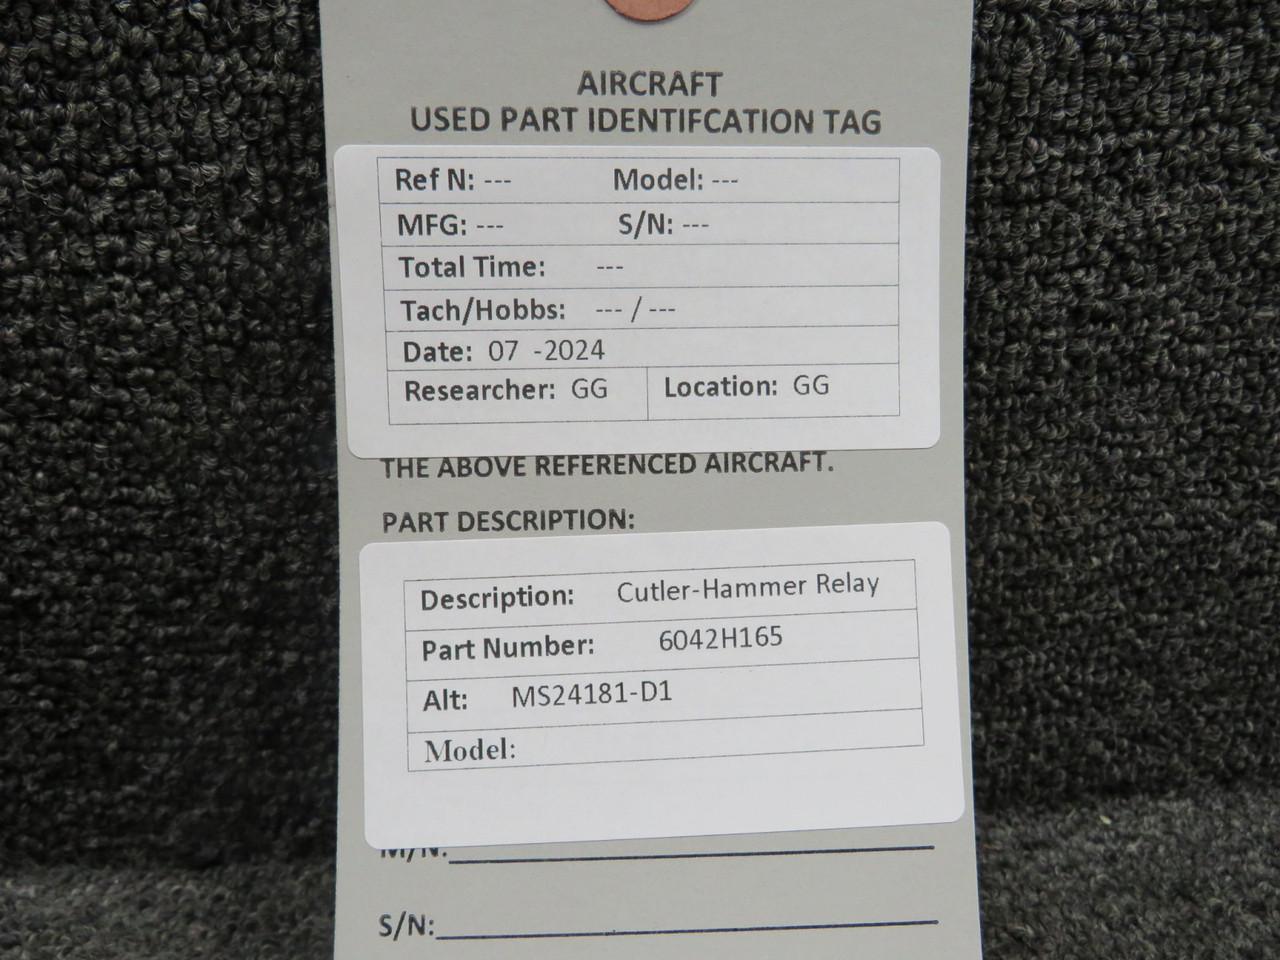 AIRCRAFT
USED PART IDENTIFCATION TAG
Ref N: --- Model: ---
MFG: --- S/N: ---
Total Time: ---
Tach/Hobbs: --- / ---
Date: 07 -2024
Researcher: GG Location: GG
THE ABOVE REFERENCED AIRCRAFT.
PART DESCRIPTION:
Description: Cutler-Hammer Relay
Part Number: 6042H165
Alt: MS24181-D1
Model:
M/N:
S/N: